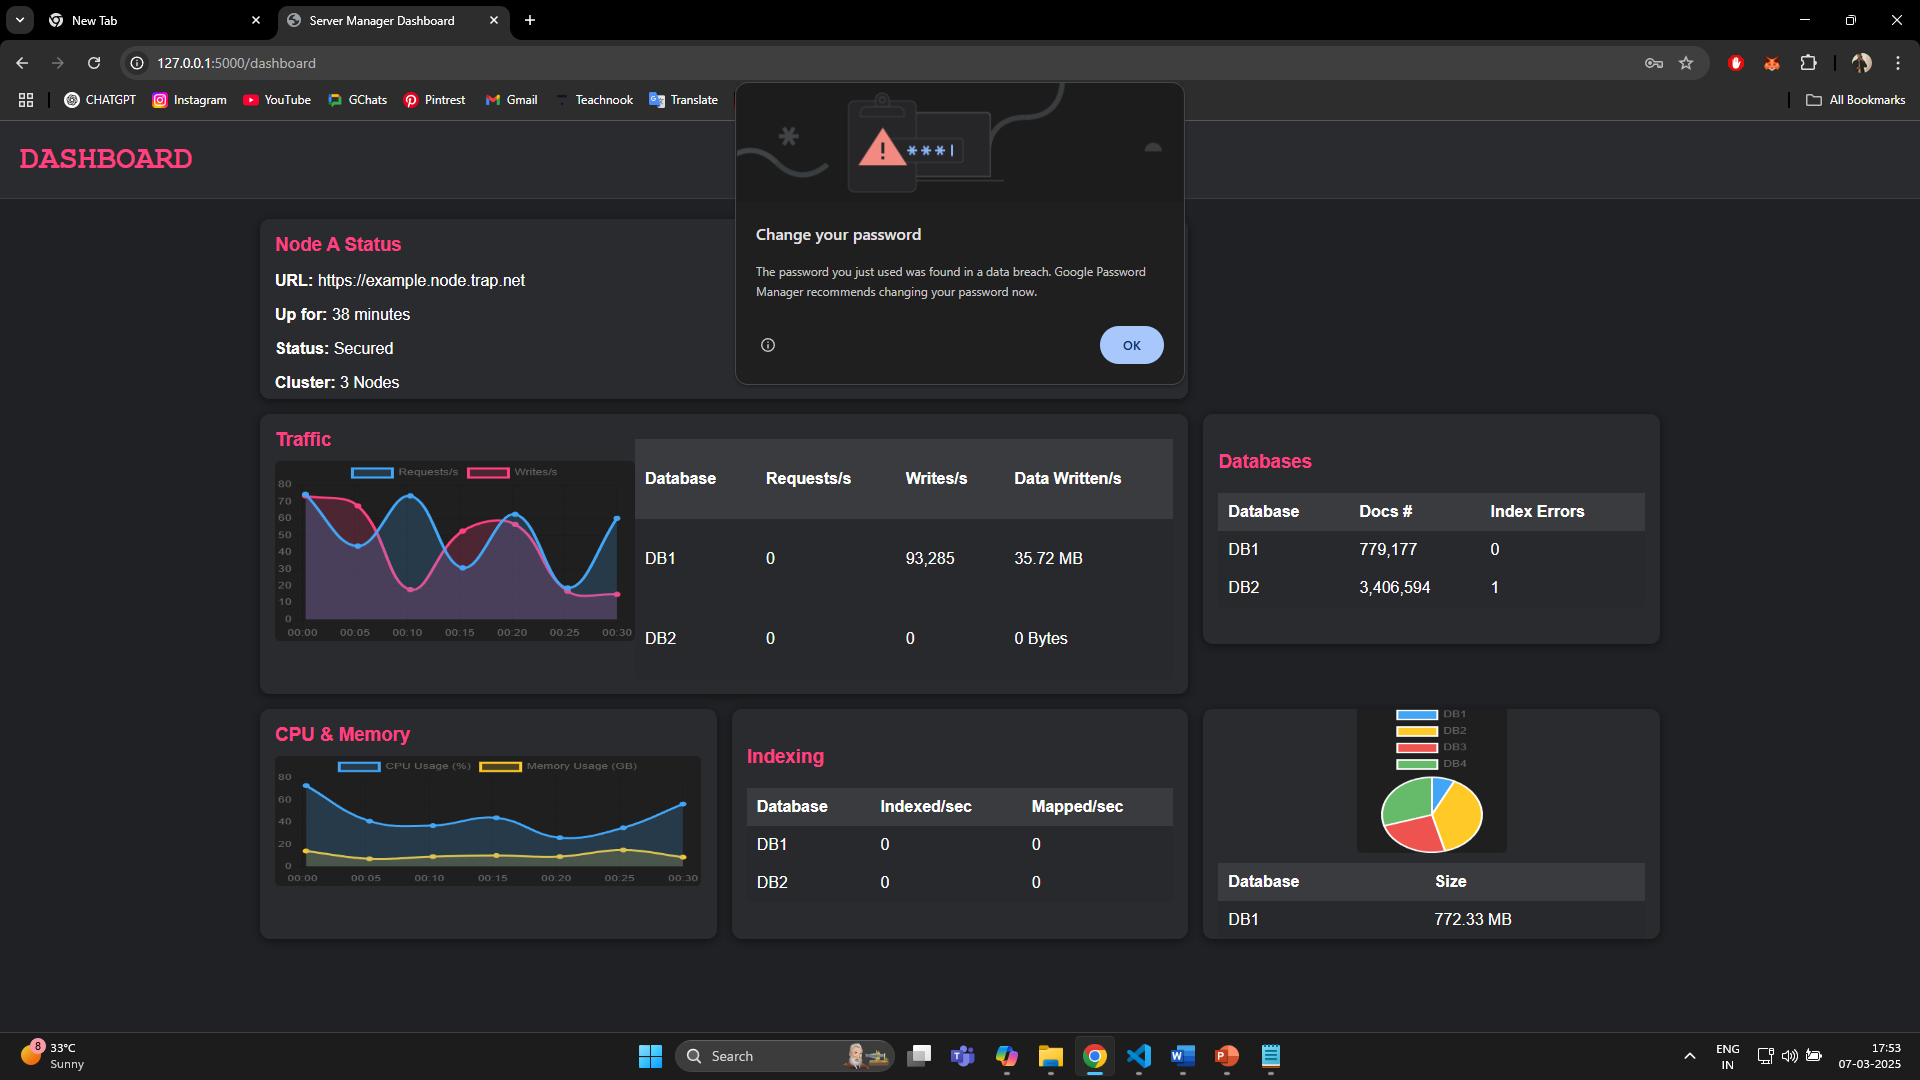 New Tab
Server Manager Dashboard
127.0.0.1:5000/dashboard
CHATGPT
Instagram
YouTube
GChats
Pintrest
Gmail
Teachnook
Translate
All Bookmarks
DASHBOARD
***
Change your password
The password you just used was found in a data breach. Google Password
Manager recommends changing your password now.
OK
Node A Status
URL: https://example.node.trap.net
Up for: 38 minutes
Status: Secured
Cluster: 3 Nodes
Traffic
Requests/s Writes/s
80
70
60
50
40
30
20
10
0
00:00 00:05 00:10 00:15 00:20 00:25 00:30
Database Requests/s Writes/s Data Written/s
DB1 0 93,285 35.72 MB
DB2 0 0 0 Bytes
Databases
Database Docs # Index Errors
DB1 779,177 0
DB2 3,406,594 1
CPU & Memory
CPU Usage (%) Memory Usage (GB)
80
60
40
20
0
00:00 00:05 00:10 00:15 00:20 00:25 00:30
Indexing
Database Indexed/sec Mapped/sec
DB1 0 0
DB2 0 0
DB1
DB2
DB3
DB4
Database Size
DB1 772.33 MB
8
33°C
Sunny
Search
ENG
IN
17:53
07-03-2025